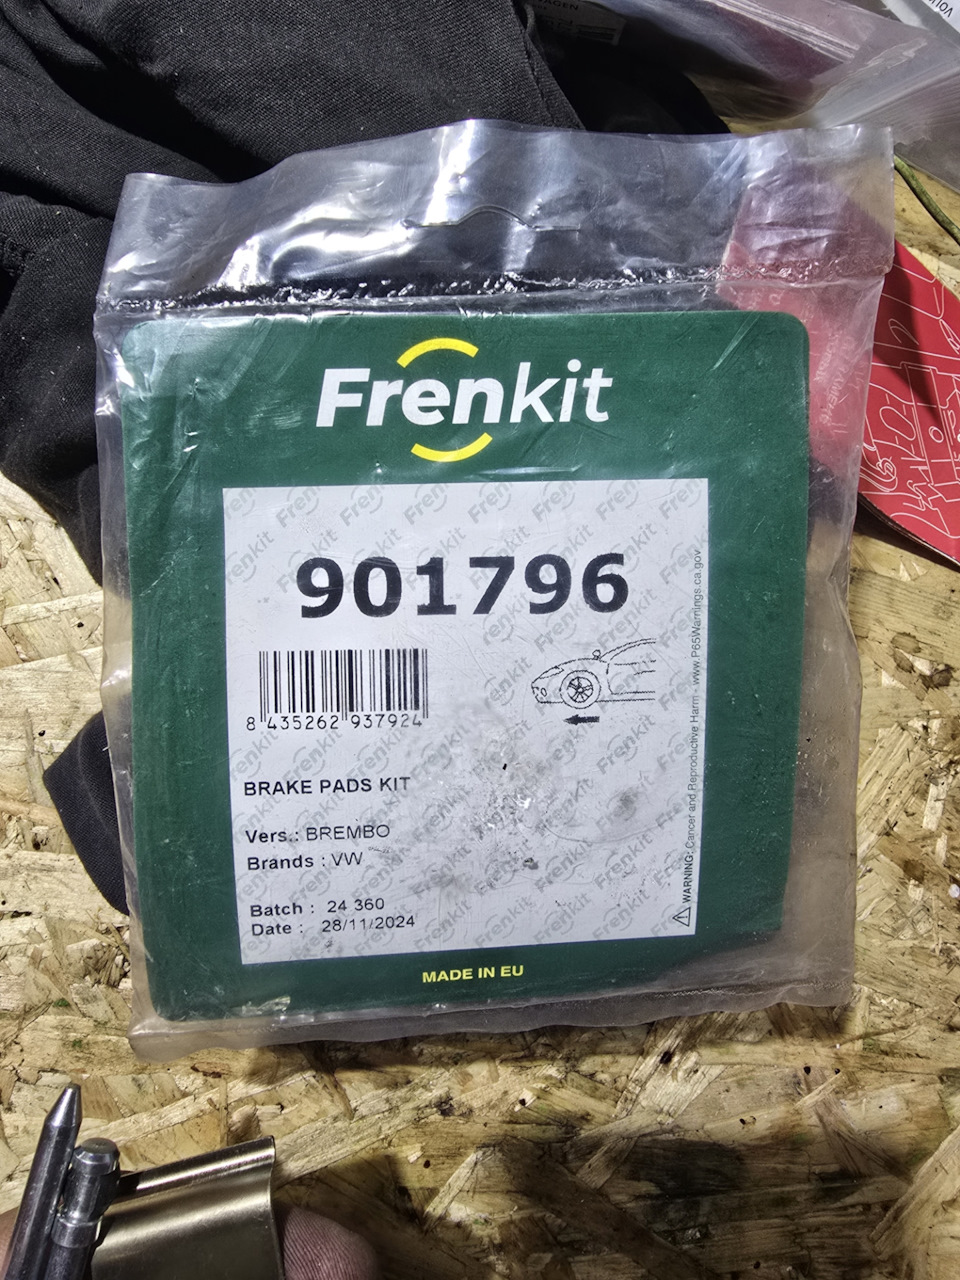 Frenkit
901796
8 435262 937924
BRAKE PADS KIT
Vers.: BREMBO
Brands : VW
Batch : 24 360
Date : 28/11/2024
WARNING: Cancer and Reproductive Harm - www.P65Warnings.ca.gov
MADE IN EU